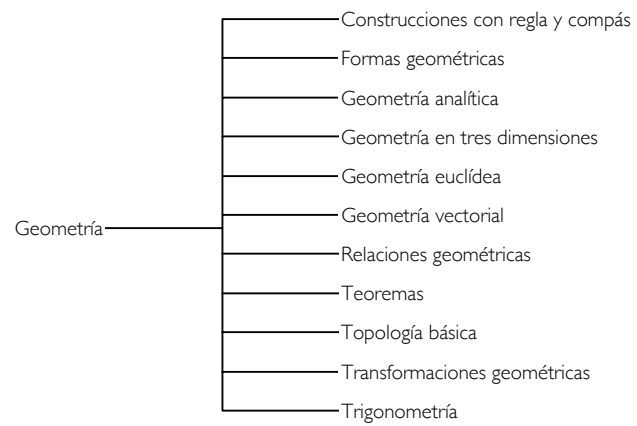 Geometría
Construcciones con regla y compás
Formas geométricas
Geometría analítica
Geometría en tres dimensiones
Geometría euclídea
Geometría vectorial
Relaciones geométricas
Teoremas
Topología básica
Transformaciones geométricas
Trigonometría